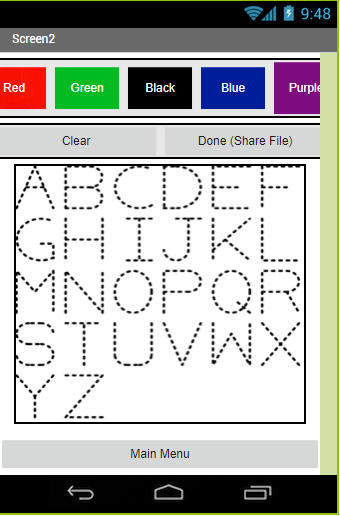 9:48
Screen2
Red Green Black Blue Purple
Clear Done (Share File)
A B C D E F
G H I J K L
M N O P Q R
S T U V W X
Y Z
Main Menu